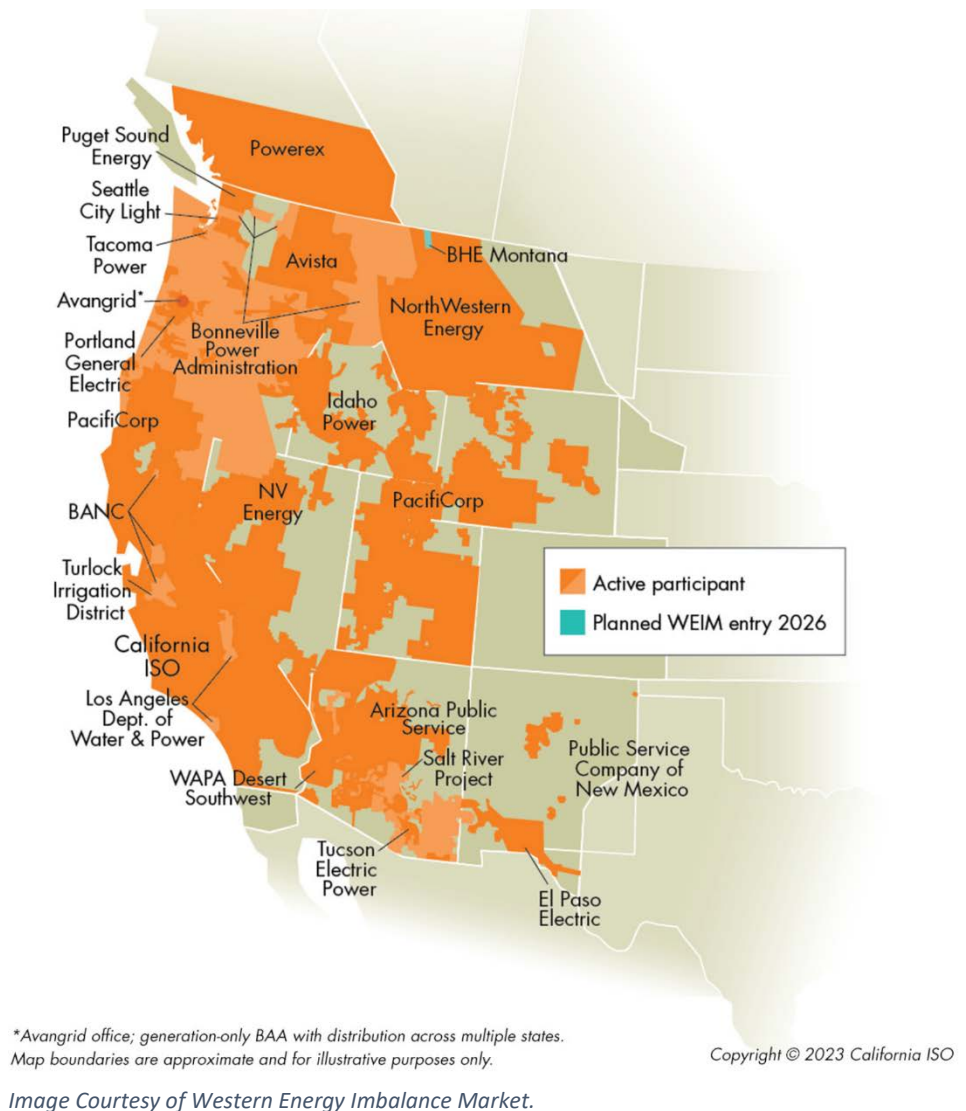 Powerex
Puget Sound
Energy
Seattle
City Light
Tacoma
Power
Avangrid*
Portland
General
Electric
PacifiCorp
Avista
BHE Montana
NorthWestern
Energy
Bonneville
Power
Administration
Idaho
Power
BANC
NV
Energy
PacifiCorp
Turlock
Irrigation
District
Active participant
Planned WEIM entry 2026
California
ISO
Los Angeles
Dept. of
Water & Power
Arizona Public
Service
Salt River
Project
Public Service
Company of
New Mexico
WAPA Desert
Southwest
Tucson
Electric
Power
El Paso
Electric
*Avangrid office; generation-only BAA with distribution across multiple states.
Map boundaries are approximate and for illustrative purposes only.
Copyright © 2023 California ISO
Image Courtesy of Western Energy Imbalance Market.